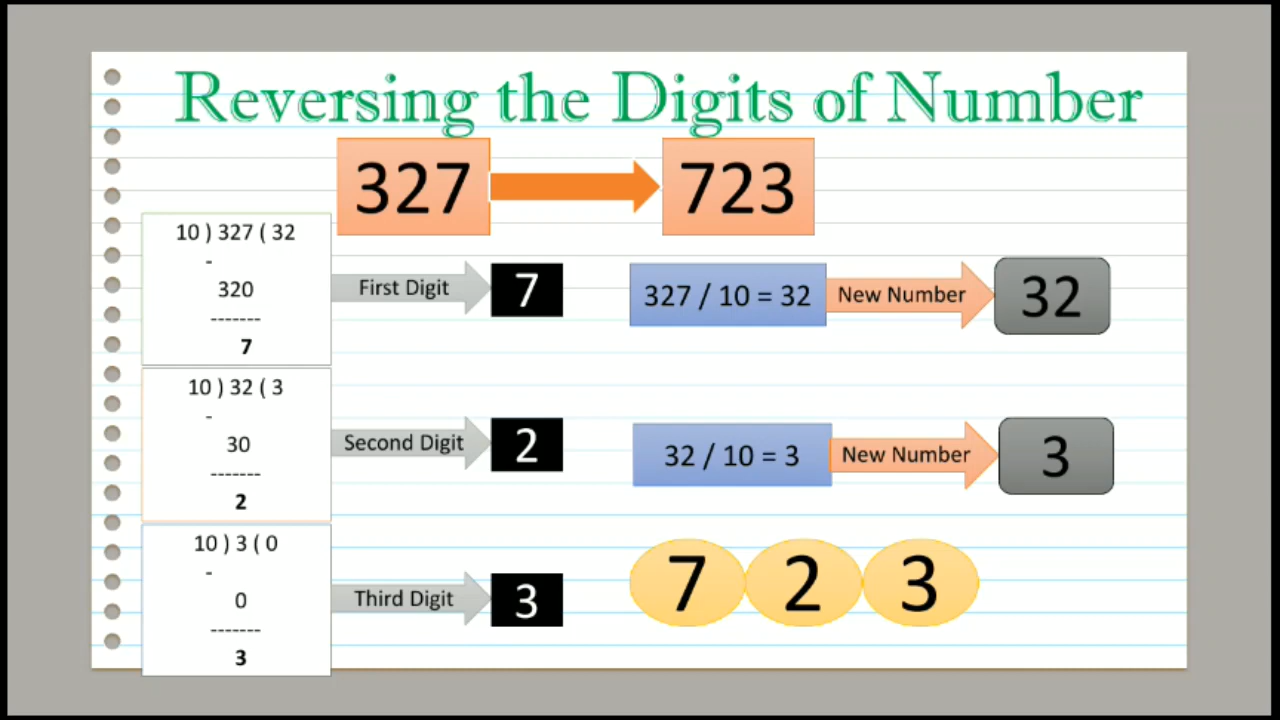 Reversing the Digits of Number
327
723
10 ) 327 ( 32
-
320
-------
7
First Digit
7
327 / 10 = 32
New Number
32
10 ) 32 ( 3
-
30
-------
2
Second Digit
2
32 / 10 = 3
New Number
3
10 ) 3 ( 0
-
0
-------
3
Third Digit
3
7 2 3